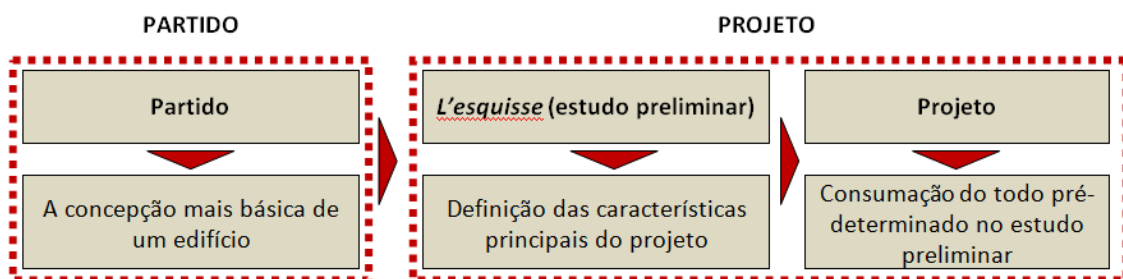 PARTIDO
PROJETO
Partido
L'esquisse (estudo preliminar)
Projeto
A concepção mais básica de
um edifício
Definição das características
principais do projeto
Consumação do todo pré-
determinado no estudo
preliminar